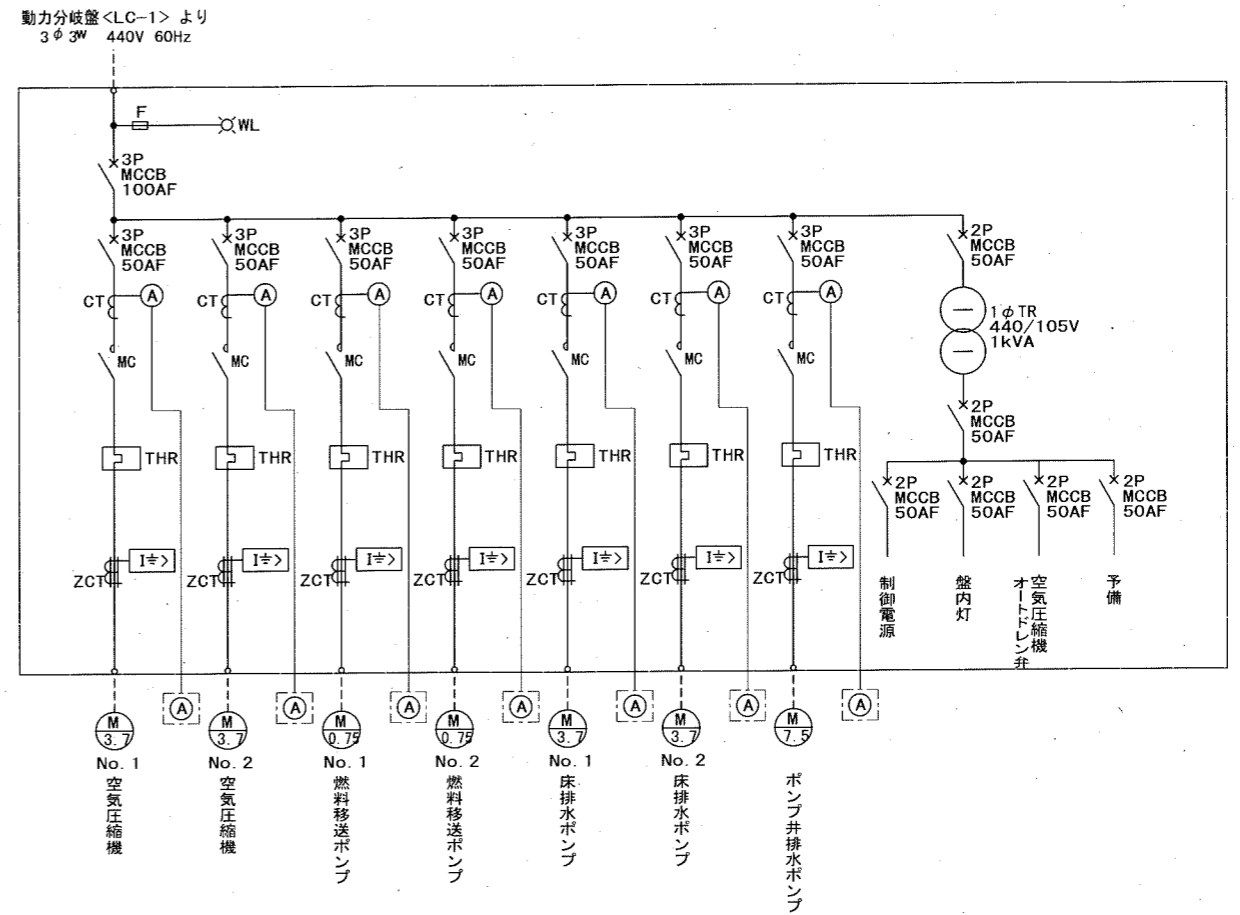 動力分岐盤<LC-1> より
3φ3W 440V 60Hz
F
WL
3P
MCCB
100AF
3P
MCCB
50AF
3P
MCCB
50AF
3P
MCCB
50AF
3P
MCCB
50AF
3P
MCCB
50AF
3P
MCCB
50AF
3P
MCCB
50AF
2P
MCCB
50AF
CT
A
CT
A
CT
A
CT
A
CT
A
CT
A
CT
A
1φTR
440/105V
1kVA
MC
MC
MC
MC
MC
MC
MC
2P
MCCB
50AF
THR
THR
THR
THR
THR
THR
THR
2P
MCCB
50AF
2P
MCCB
50AF
2P
MCCB
50AF
2P
MCCB
50AF
ZCT
I⏚>
ZCT
I⏚>
ZCT
I⏚>
ZCT
I⏚>
ZCT
I⏚>
ZCT
I⏚>
ZCT
I⏚>
制御電源
盤内灯
空気圧縮機
オートドレン弁
予備
A
A
A
A
A
A
A
M
3.7
No. 1
空気圧縮機
M
3.7
No. 2
空気圧縮機
M
0.75
No. 1
燃料移送ポンプ
M
0.75
No. 2
燃料移送ポンプ
M
3.7
No. 1
床排水ポンプ
M
3.7
No. 2
床排水ポンプ
M
7.5
ポンプ井排水ポンプ